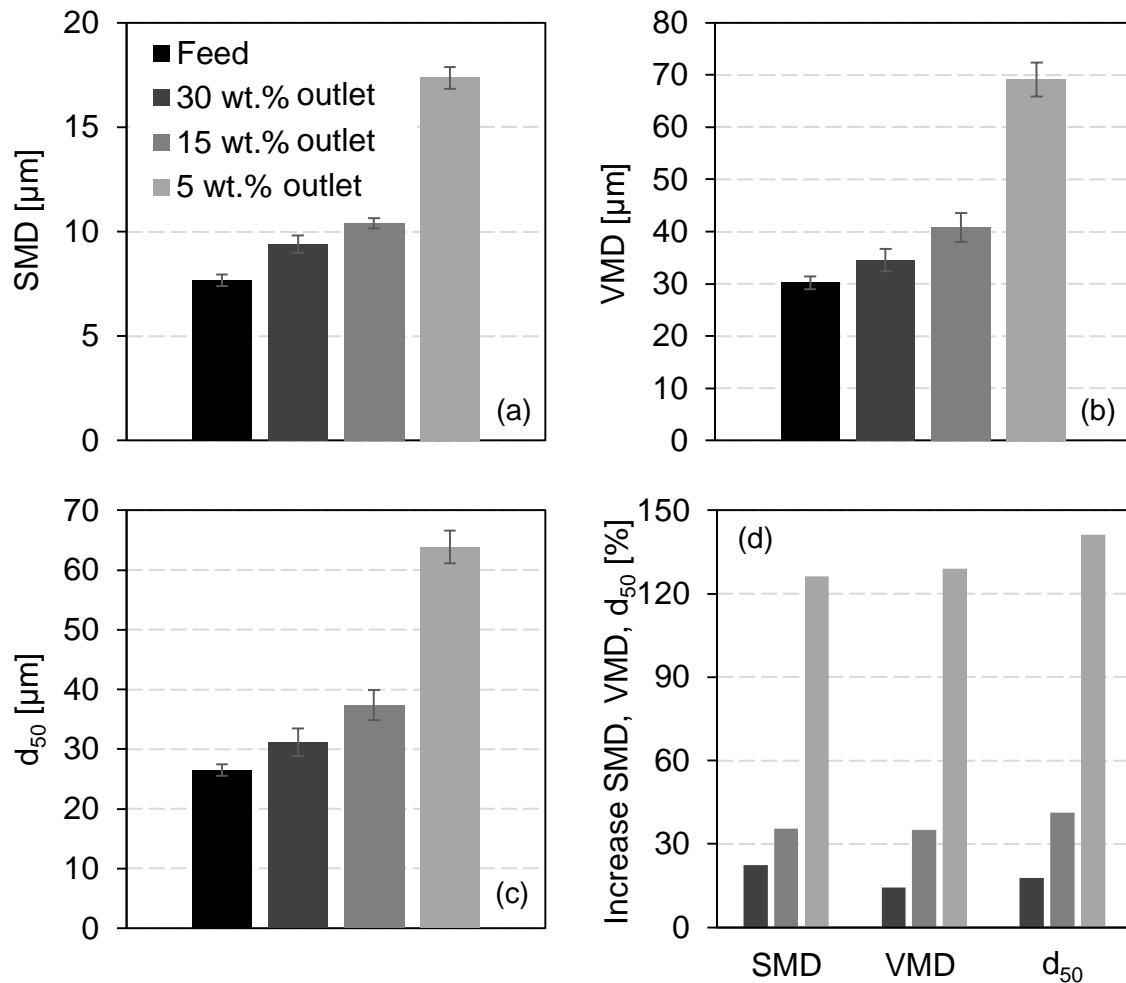 20
15
10
5
0
SMD [µm]
Feed
30 wt.% outlet
15 wt.% outlet
5 wt.% outlet
(a)
80
70
60
50
40
30
20
10
0
VMD [µm]
(b)
70
60
50
40
30
20
10
0
d50 [µm]
(c)
150
120
90
60
30
0
Increase SMD, VMD, d50 [%]
(d)
SMD VMD d50